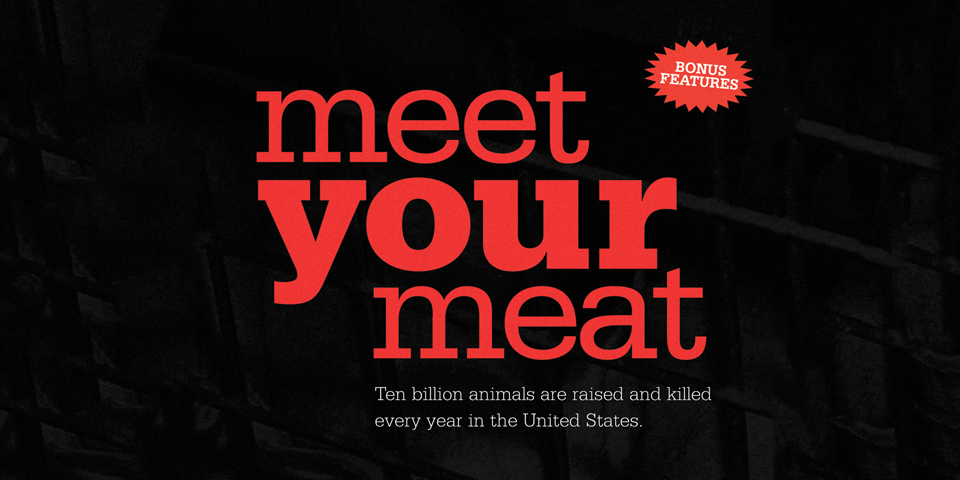 BONUS
FEATURES
meet
your
meat
Ten billion animals are raised and killed
every year in the United States.